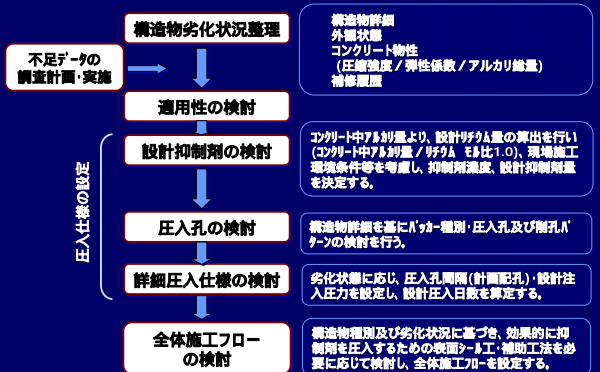 構造物劣化状況整理
構造物詳細
外観状態
コンクリート物性
(圧縮強度/弾性係数/アルカリ総量)
補修履歴
不足ﾃﾞｰﾀの
調査計画･実施
適用性の検討
圧入仕様の設定
設計抑制剤の検討
ｺﾝｸﾘｰﾄ中ｱﾙｶﾘ量より、設計ﾘﾁｳﾑ量の算出を行い
(ｺﾝｸﾘｰﾄ中ｱﾙｶﾘ量/ﾘﾁｳﾑ ﾓﾙ比1.0)、現場施工
環境条件等を考慮し、抑制剤濃度、設計抑制剤量
を決定する。
圧入孔の検討
構造物詳細を基にﾊﾟｯｶｰ種別･圧入孔及び削孔ﾊﾟ
ﾀｰﾝの検討を行う。
詳細圧入仕様の検討
劣化状態に応じ、圧入孔間隔(計画配孔)･設計注
入圧力を設定し、設計圧入日数を算定する。
全体施工フロー
の検討
構造物種別及び劣化状況に基づき、効果的に抑
制剤を圧入するための表面ｼｰﾙ工･補助工法を必
要に応じて検討し、全体施工ﾌﾛｰを設定する。